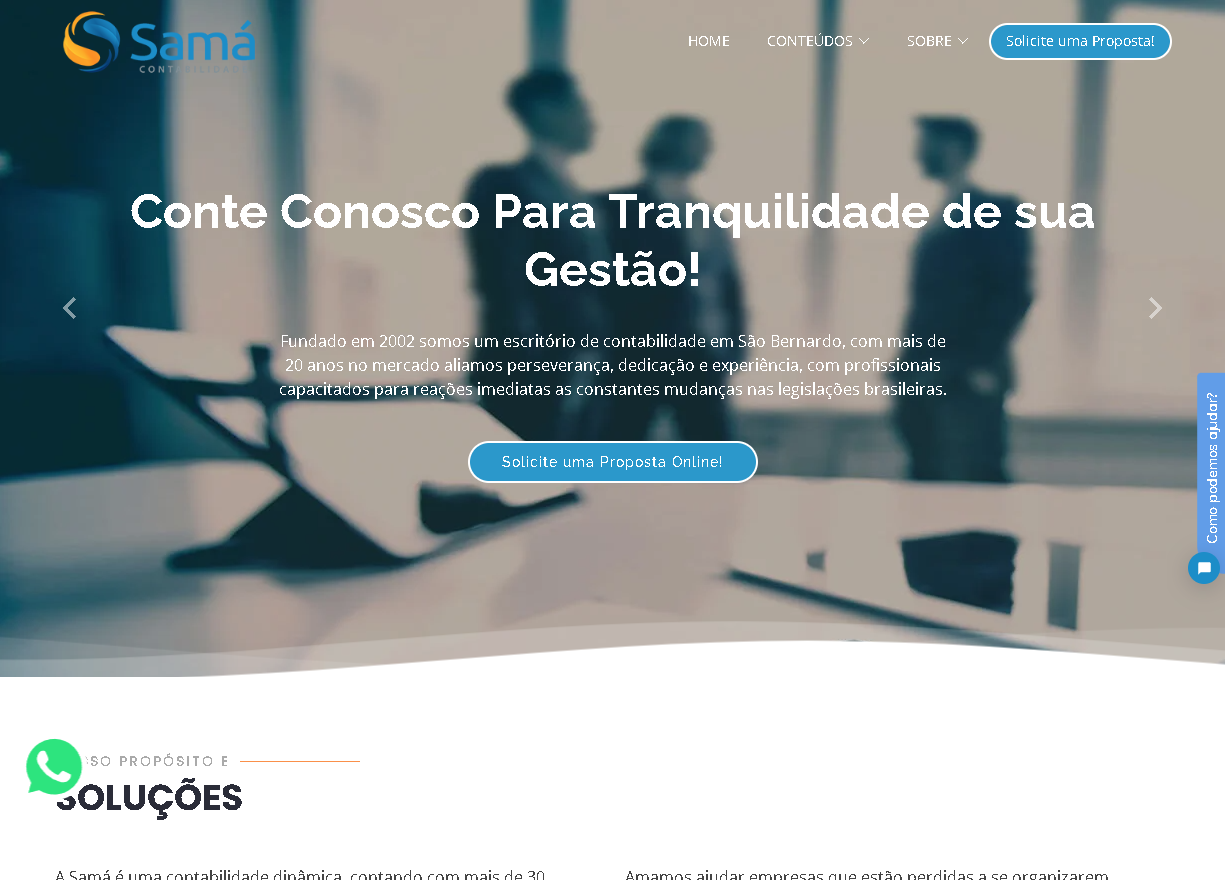 Samá
CONTABILIDADE
HOME
CONTEÚDOS
SOBRE
Solicite uma Proposta!
Conte Conosco Para Tranquilidade de sua
Gestão!
Fundado em 2002 somos um escritório de contabilidade em São Bernardo, com mais de
20 anos no mercado aliamos perseverança, dedicação e experiência, com profissionais
capacitados para reações imediatas as constantes mudanças nas legislações brasileiras.
Solicite uma Proposta Online!
Como podemos ajudar?
SSO PROPÓSITO E
SOLUÇÕES
A Samá é uma contabilidade dinâmica, contando com mais de 30
Amamos ajudar empresas que estão perdidas a se organizarem